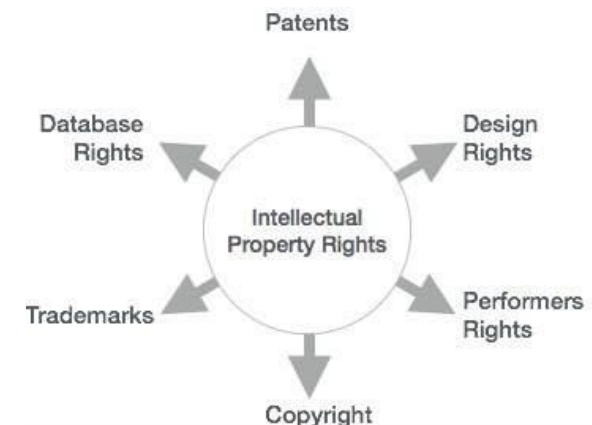 Patents
Database
Rights
Design
Rights
Intellectual
Property Rights
Trademarks
Performers
Rights
Copyright